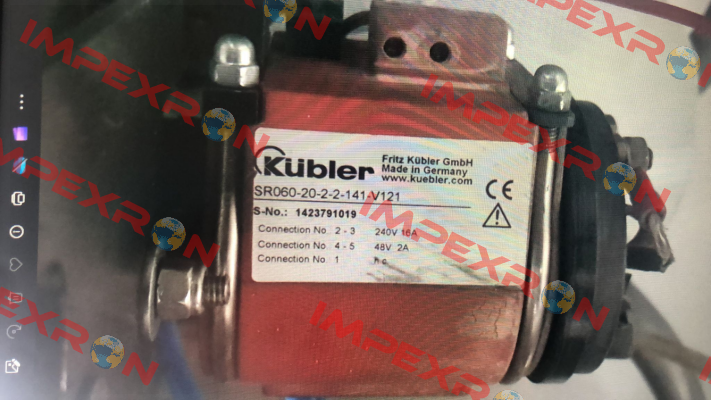 Kübler
Fritz Kübler GmbH
Made in Germany
www.kuebler.com
SR060-20-2-2-141-V121
CE
S-No.: 1423791019
Connection No 2 - 3 240V 16A
Connection No 4 - 5 48V 2A
Connection No 1 n.c.
IMPEXRON
IMPEXRON
IMPEXRON
IMPEXRON
IMPEXRON
IMPEXRON
IMPEXRON